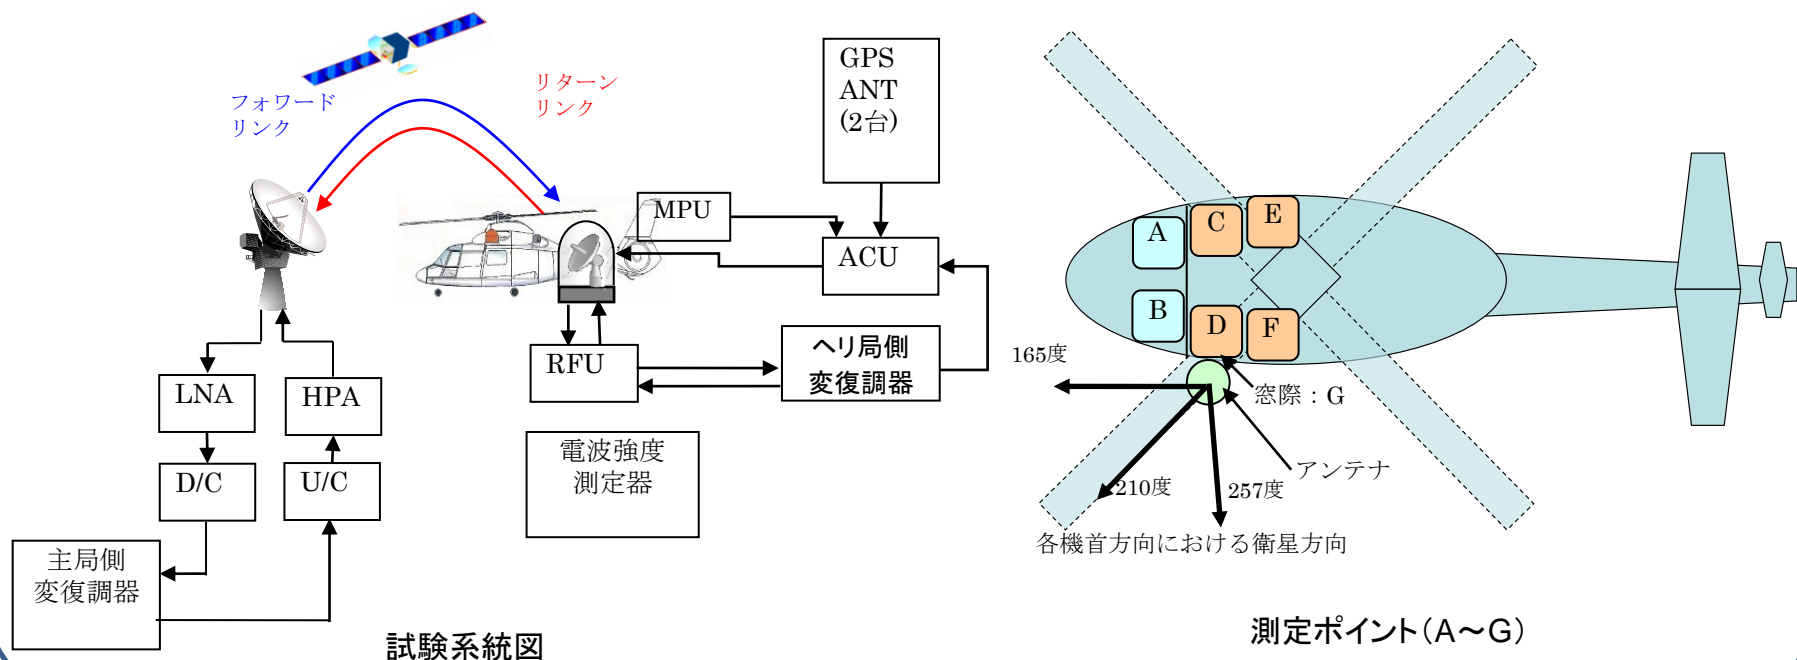 フォワード
リンク
リターン
リンク
GPS
ANT
(2台)
MPU
ACU
RFU
ヘリ局側
変復調器
LNA
HPA
D/C
U/C
電波強度
測定器
主局側
変復調器
試験系統図
A
C
E
B
D
F
165度
窓際：G
アンテナ
210度
257度
各機首方向における衛星方向
測定ポイント(A～G)